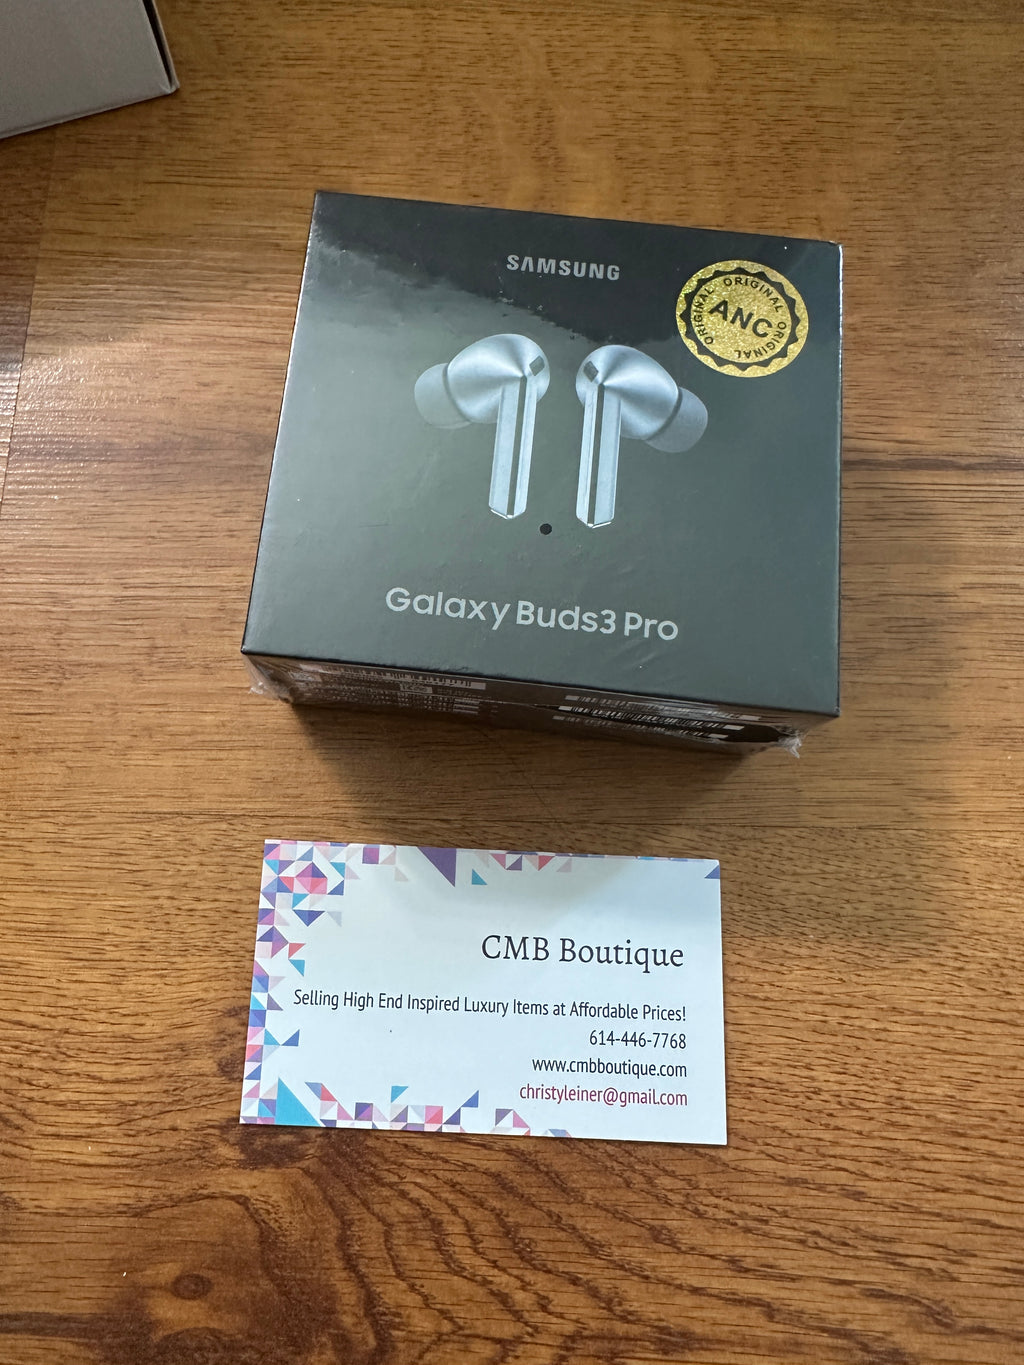 SAMSUNG
ORIGINAL ORIGINAL ORIGINAL ORIGINAL
ANC
Galaxy Buds3 Pro
CMB Boutique
Selling High End Inspired Luxury Items at Affordable Prices!
614-446-7768
www.cmbboutique.com
christyleiner@gmail.com